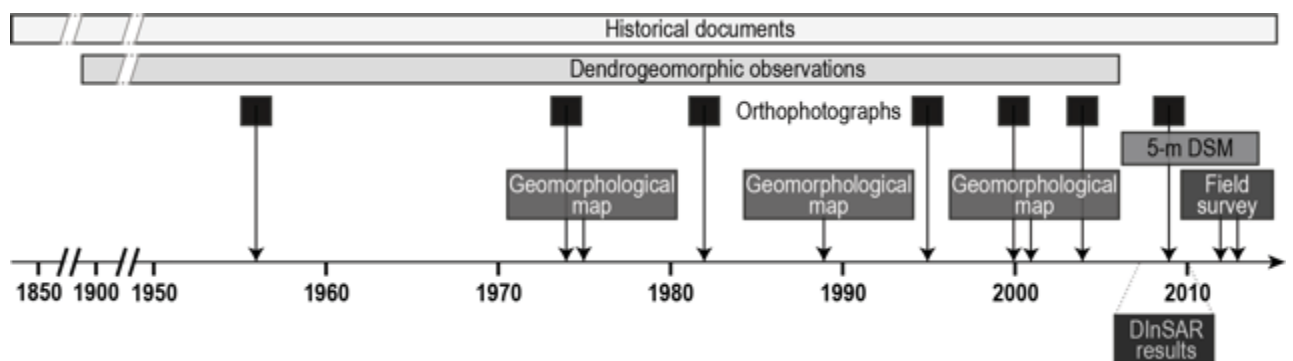 Historical documents
Dendrogeomorphic observations
Orthophotographs
5-m DSM
Geomorphological
map
Geomorphological
map
Geomorphological
map
Field
survey
1850 1900 1950 1960 1970 1980 1990 2000 2010
DInSAR
results